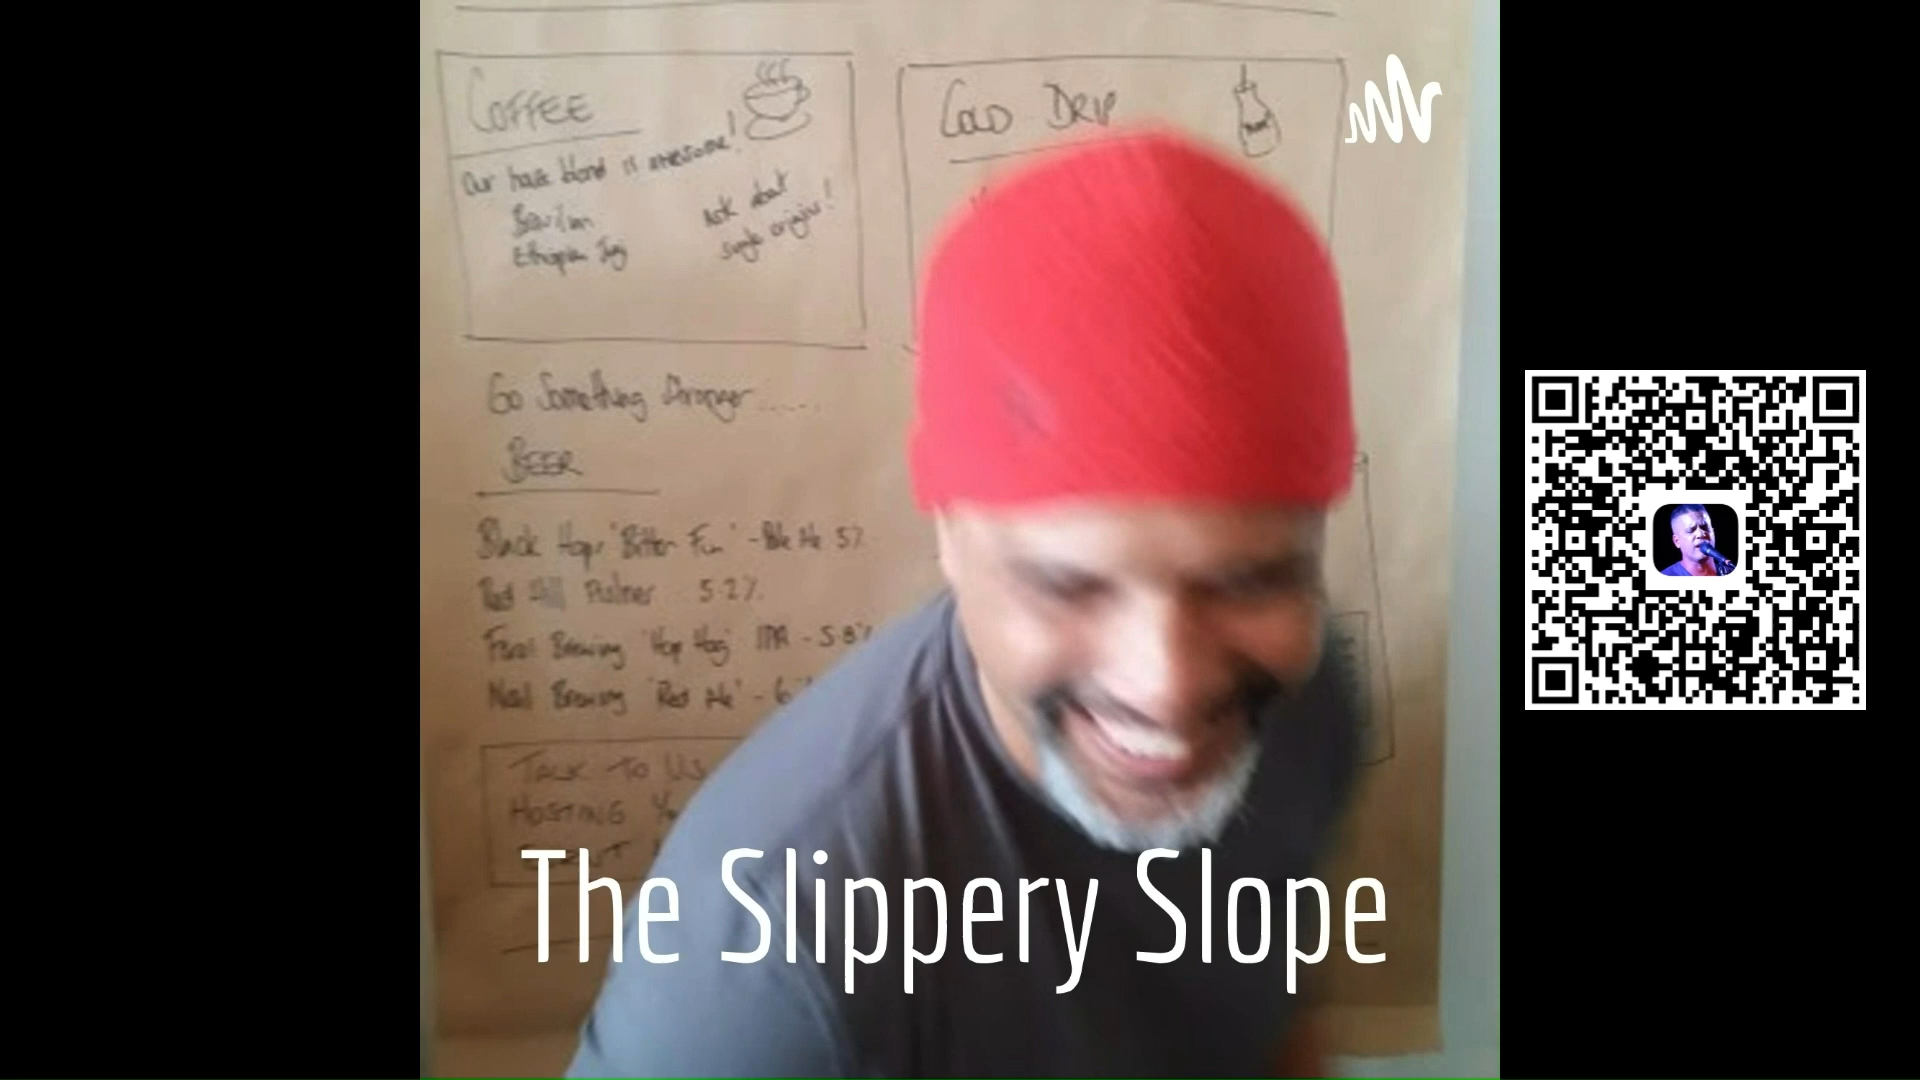 COFFEE
Our house blend is awesome!
Brazilian
Ethiopian
Ask about
single origins!
COLD DRIP
Go Something Stronger.....
BEER
Black Hops 'Bitter Fun' - Pale Ale 5%
Pilsner 5.2%
Feral Brewing 'Hop Hog' IPA - 5.8%
Nail Brewing 'Red Ale' - 6
TALK TO US
HOSTING
The Slippery Slope